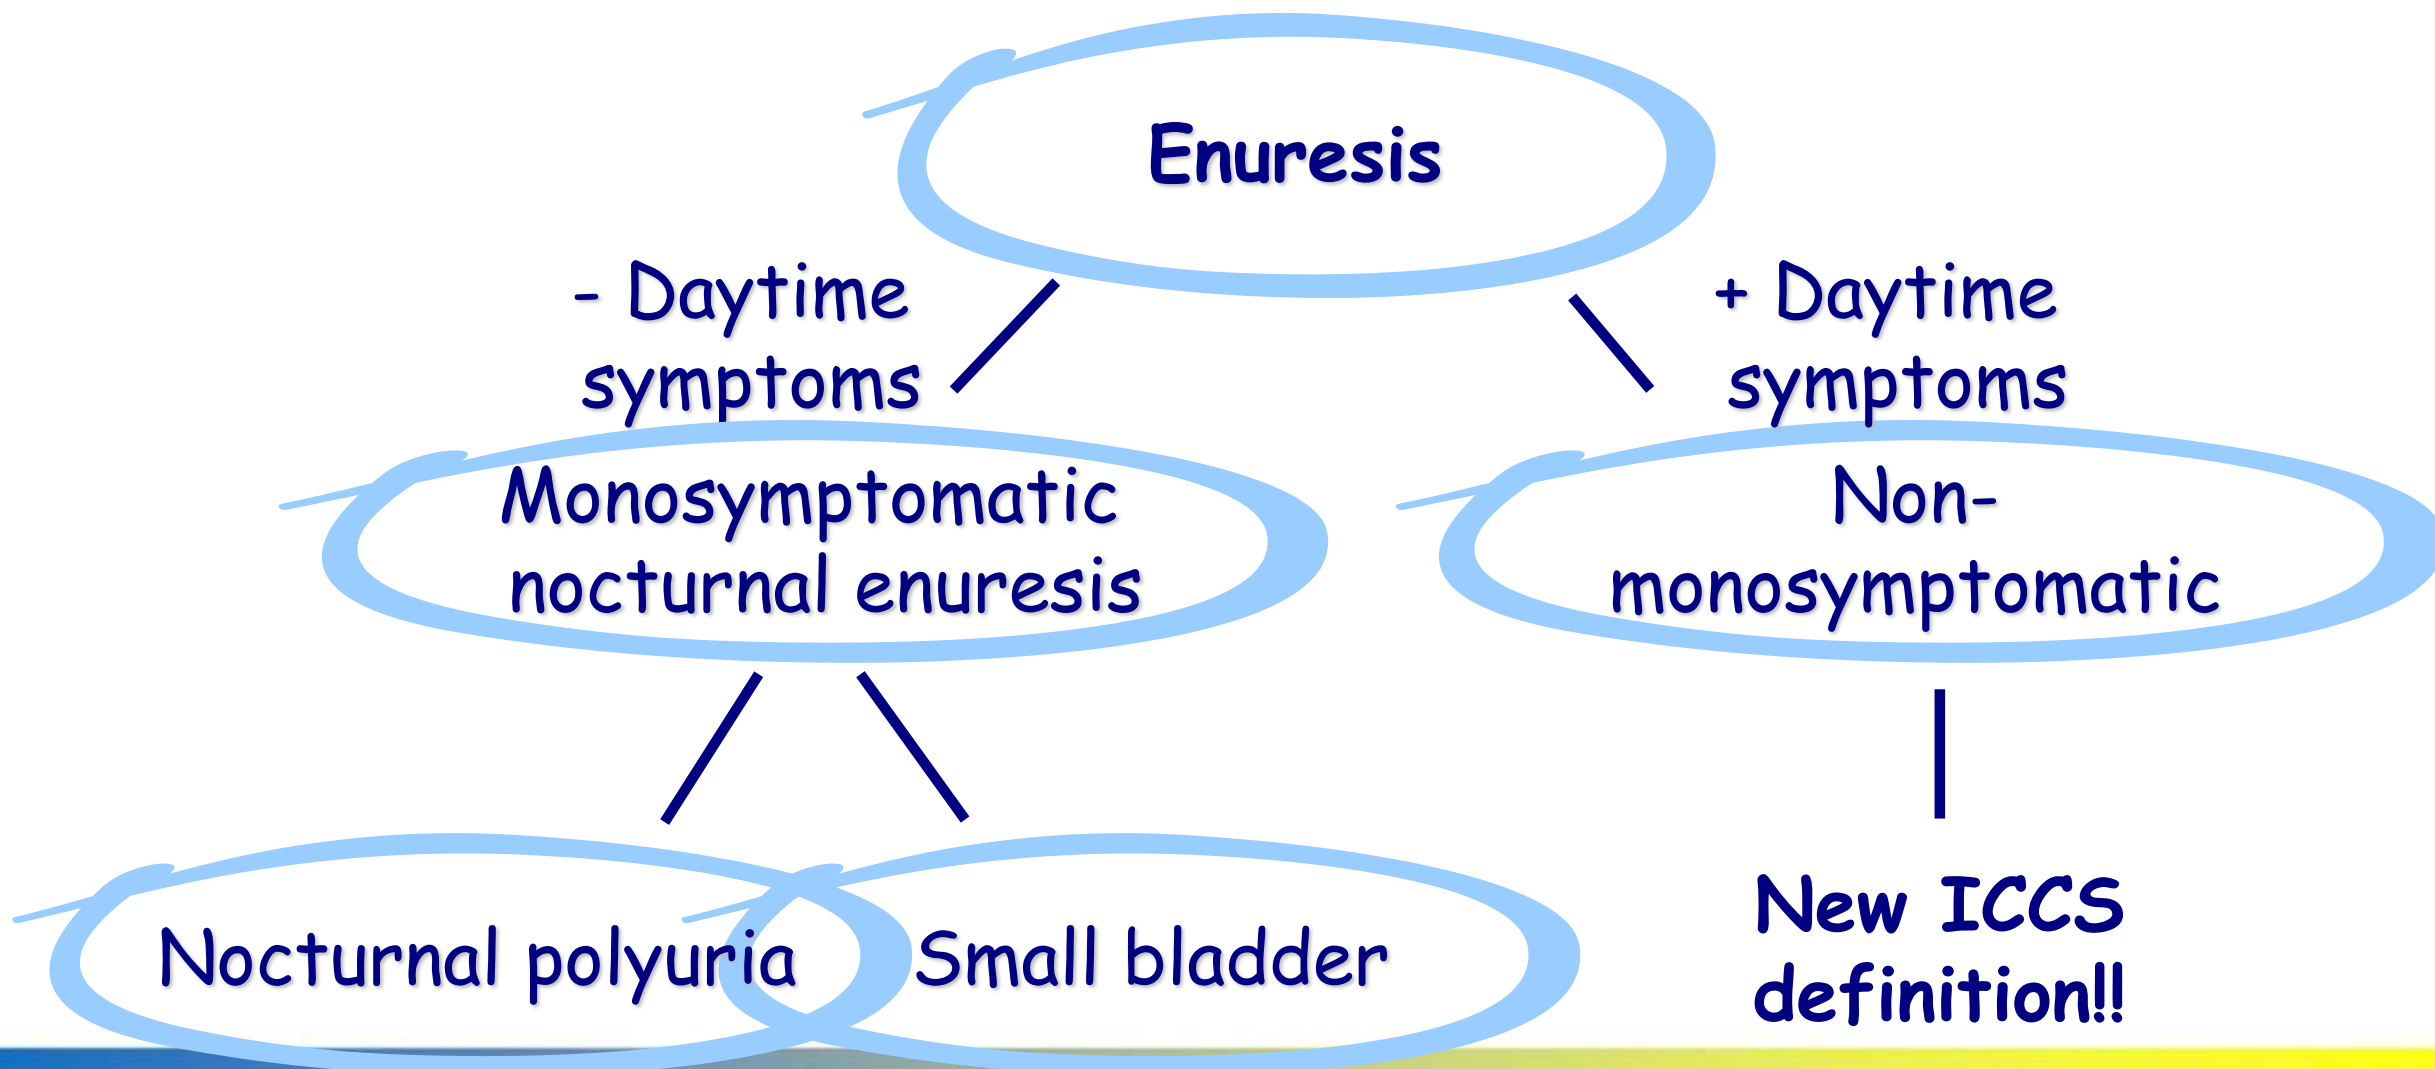 Enuresis
- Daytime
symptoms
+ Daytime
symptoms
Monosymptomatic
nocturnal enuresis
Non-
monosymptomatic
Nocturnal polyuria
Small bladder
New ICCS
definition!!